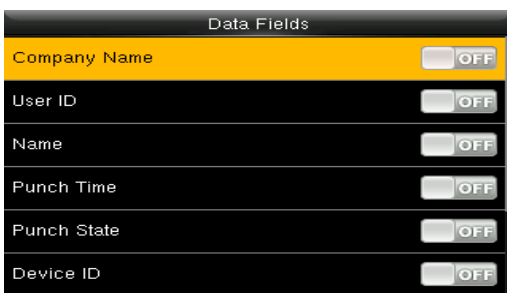 Data Fields
Company Name OFF
User ID OFF
Name OFF
Punch Time OFF
Punch State OFF
Device ID OFF